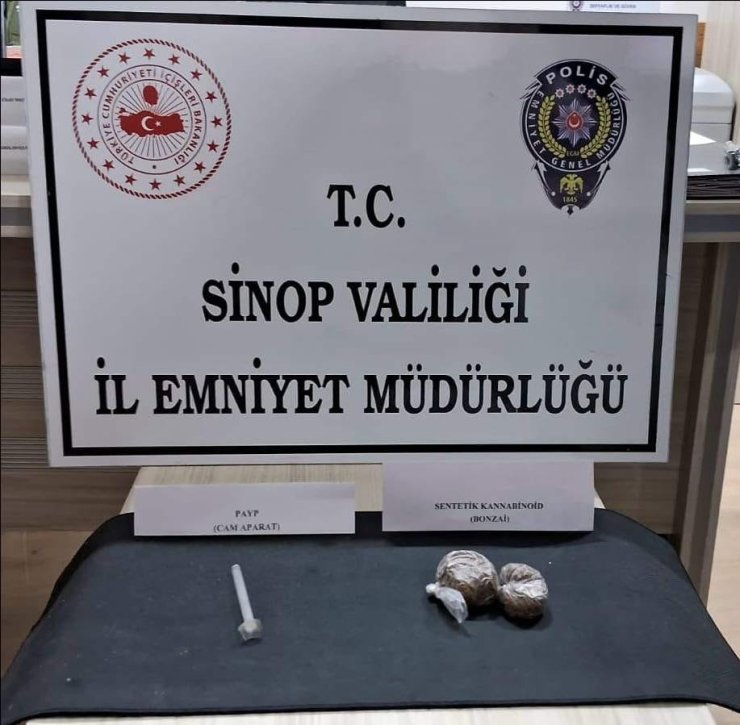 TÜRKİYE CUMHURİYETİ İÇİŞLERİ BAKANLIĞI
POLİS
EMNİYET GENEL MÜDÜRLÜĞÜ
EGM
1845
T.C.
SİNOP VALİLİĞİ
İL EMNİYET MÜDÜRLÜĞÜ
PAYP
(CAM APARAT)
SENTETİK KANNABİNOİD
(BONZAİ)